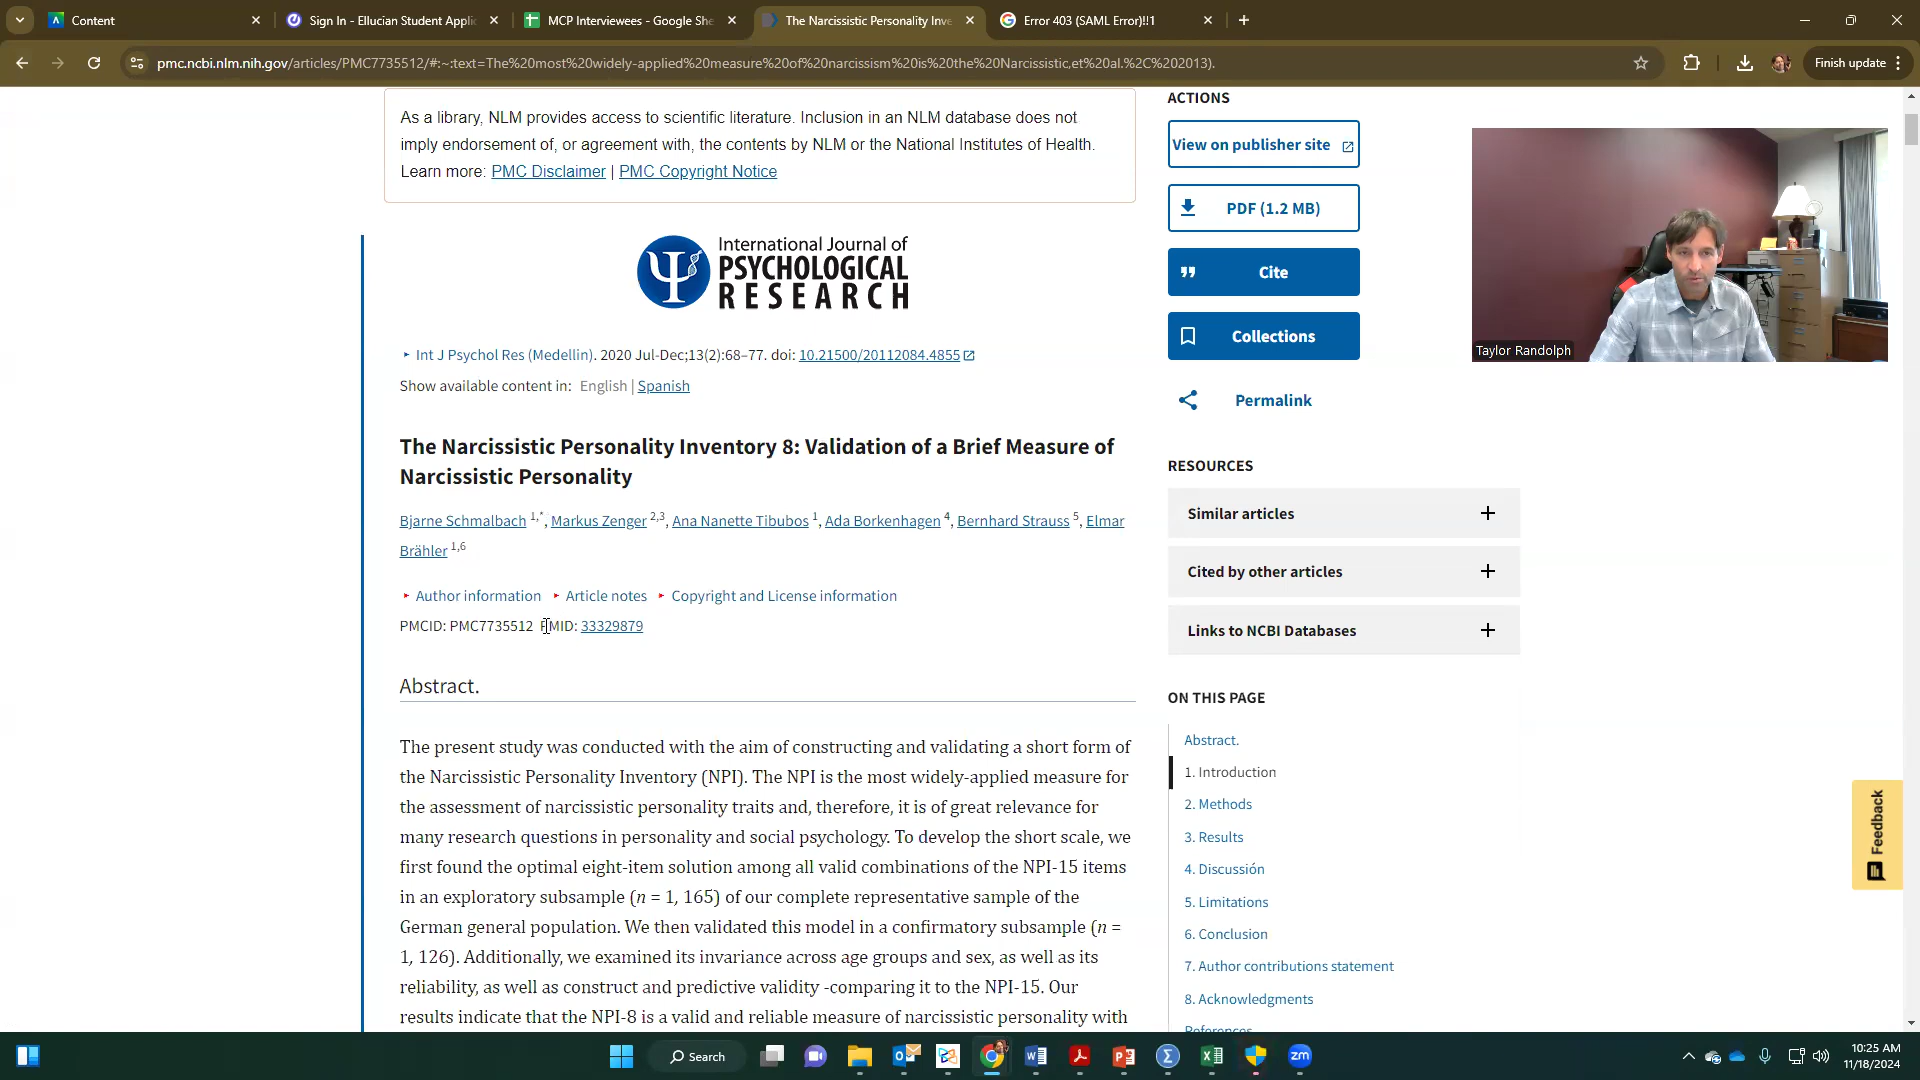 Content
Sign In - Ellucian Student Applic
MCP Interviewees - Google She
The Narcissistic Personality Inve
Error 403 (SAML Error)!!1
pmc.ncbi.nlm.nih.gov/articles/PMC7735512/#:~:text=The%20most%20widely-applied%20measure%20of%20narcissism%20is%20the%20Narcissistic,et%20al.%2C%202013).
Finish update
As a library, NLM provides access to scientific literature. Inclusion in an NLM database does not
imply endorsement of, or agreement with, the contents by NLM or the National Institutes of Health.
Learn more: PMC Disclaimer | PMC Copyright Notice
International Journal of
PSYCHOLOGICAL
RESEARCH
Int J Psychol Res (Medellin). 2020 Jul-Dec;13(2):68–77. doi: 10.21500/20112084.4855
Show available content in: English | Spanish
The Narcissistic Personality Inventory 8: Validation of a Brief Measure of
Narcissistic Personality
Bjarne Schmalbach 1,*, Markus Zenger 2,3, Ana Nanette Tibubos 1, Ada Borkenhagen 4, Bernhard Strauss 5, Elmar
Brähler 1,6
Author information Article notes Copyright and License information
PMCID: PMC7735512 PMID: 33329879
Abstract.
The present study was conducted with the aim of constructing and validating a short form of
the Narcissistic Personality Inventory (NPI). The NPI is the most widely-applied measure for
the assessment of narcissistic personality traits and, therefore, it is of great relevance for
many research questions in personality and social psychology. To develop the short scale, we
first found the optimal eight-item solution among all valid combinations of the NPI-15 items
in an exploratory subsample (n = 1, 165) of our complete representative sample of the
German general population. We then validated this model in a confirmatory subsample (n =
1, 126). Additionally, we examined its invariance across age groups and sex, as well as its
reliability, as well as construct and predictive validity -comparing it to the NPI-15. Our
results indicate that the NPI-8 is a valid and reliable measure of narcissistic personality with
ACTIONS
View on publisher site
PDF (1.2 MB)
Cite
Collections
Permalink
RESOURCES
Similar articles
Cited by other articles
Links to NCBI Databases
ON THIS PAGE
Abstract.
1. Introduction
2. Methods
3. Results
4. Discussión
5. Limitations
6. Conclusion
7. Author contributions statement
8. Acknowledgments
References
Taylor Randolph
Feedback
Search
zm
10:25 AM
11/18/2024